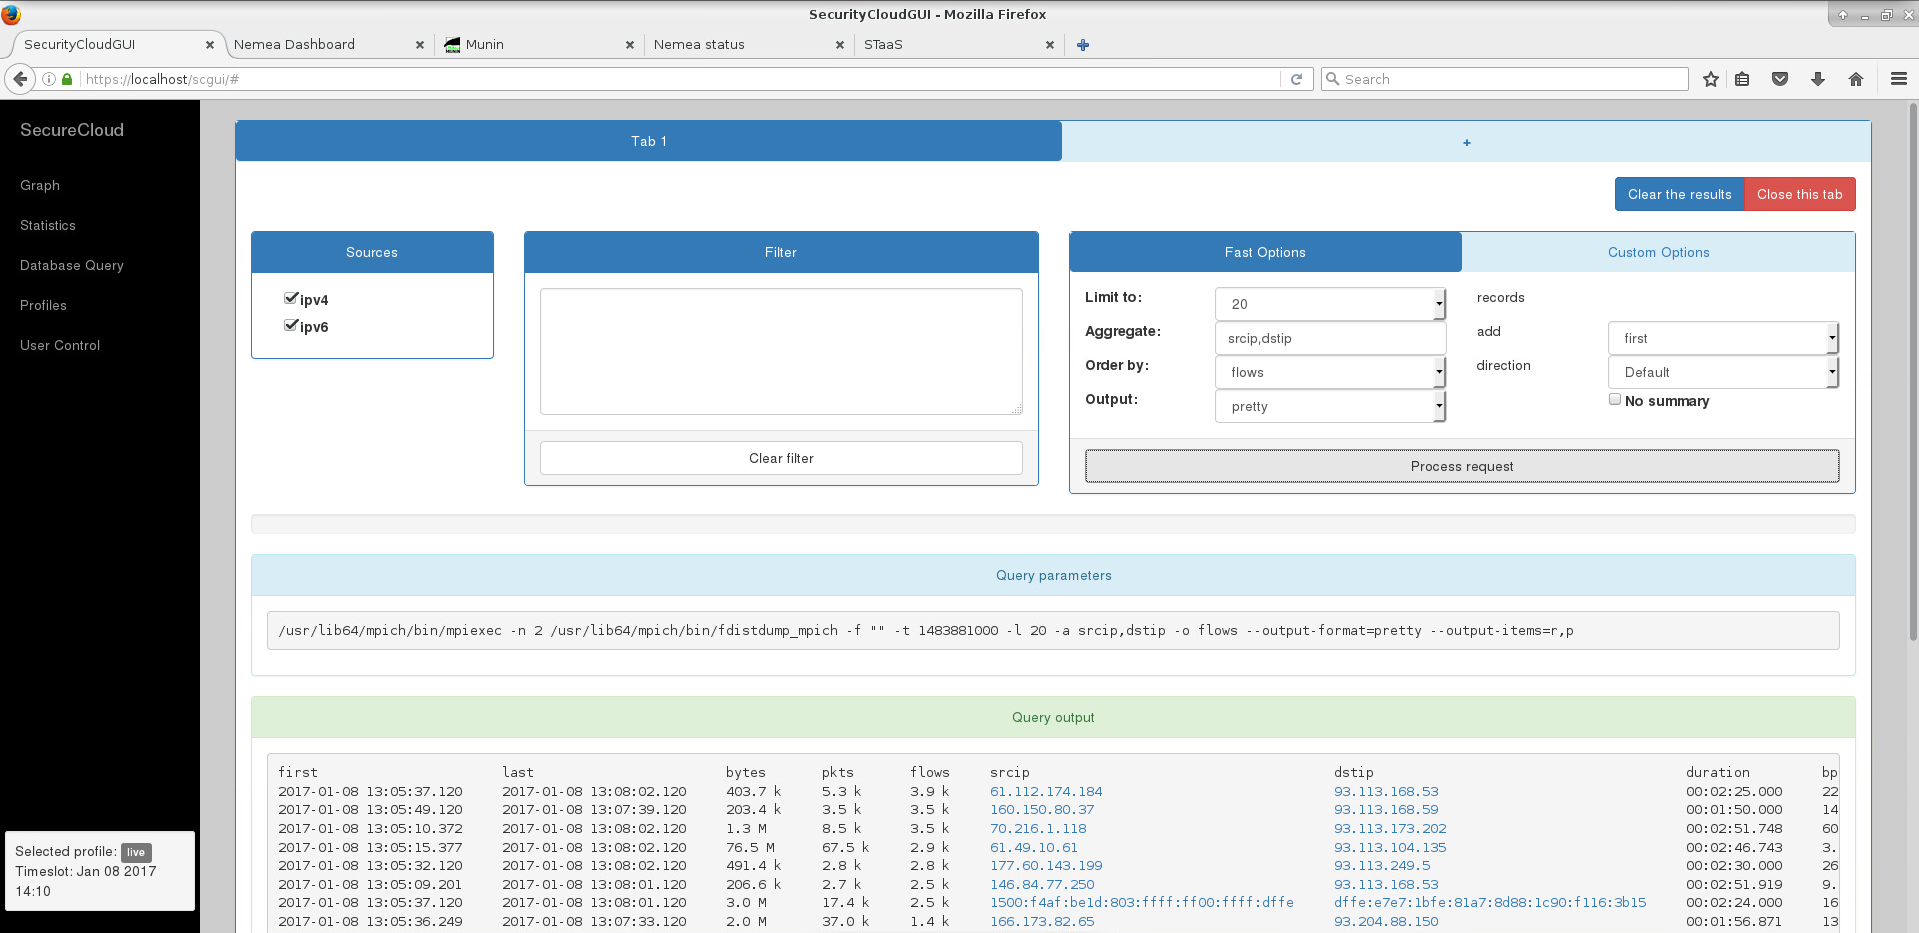 SecurityCloudGUI - Mozilla Firefox
SecurityCloudGUI
Nemea Dashboard
Munin
Nemea status
STaaS
https://localhost/scgui/#
Search
SecureCloud
Graph
Statistics
Database Query
Profiles
User Control
Selected profile: live
Timeslot: Jan 08 2017
14:10
Tab 1
+
Clear the results
Close this tab
Sources
ipv4
ipv6
Filter
Clear filter
Fast Options
Custom Options
Limit to: 20 records
Aggregate: srcip,dstip add first
Order by: flows direction Default
Output: pretty No summary
Process request
Query parameters
/usr/lib64/mpich/bin/mpiexec -n 2 /usr/lib64/mpich/bin/fdistdump_mpich -f "" -t 1483881000 -l 20 -a srcip,dstip -o flows --output-format=pretty --output-items=r,p
Query output
first last bytes pkts flows srcip dstip duration bp
2017-01-08 13:05:37.120 2017-01-08 13:08:02.120 403.7 k 5.3 k 3.9 k 61.112.174.184 93.113.168.53 00:02:25.000 22
2017-01-08 13:05:49.120 2017-01-08 13:07:39.120 203.4 k 3.5 k 3.5 k 160.150.80.37 93.113.168.59 00:01:50.000 14
2017-01-08 13:05:10.372 2017-01-08 13:08:02.120 1.3 M 8.5 k 3.5 k 70.216.1.118 93.113.173.202 00:02:51.748 60
2017-01-08 13:05:15.377 2017-01-08 13:08:02.120 76.5 M 67.5 k 2.9 k 61.49.10.61 93.113.104.135 00:02:46.743 3.
2017-01-08 13:05:32.120 2017-01-08 13:08:02.120 491.4 k 2.8 k 2.8 k 177.60.143.199 93.113.249.5 00:02:30.000 26
2017-01-08 13:05:09.201 2017-01-08 13:08:01.120 206.6 k 2.7 k 2.5 k 146.84.77.250 93.113.168.53 00:02:51.919 9.
2017-01-08 13:05:37.120 2017-01-08 13:08:01.120 3.0 M 17.4 k 2.5 k 1500:f4af:be1d:803:ffff:ff00:ffff:dffe dffe:e7e7:1bfe:81a7:8d88:1c90:f116:3b15 00:02:24.000 16
2017-01-08 13:05:36.249 2017-01-08 13:07:33.120 2.0 M 37.0 k 1.4 k 166.173.82.65 93.204.88.150 00:01:56.871 13